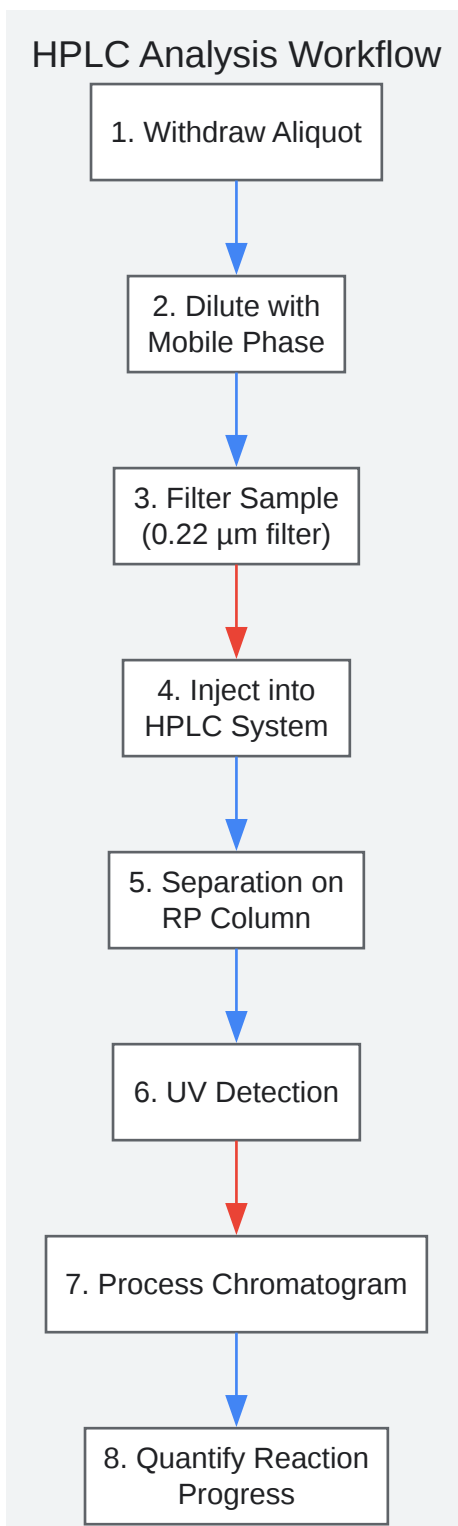 HPLC Analysis Workflow
1. Withdraw Aliquot
2. Dilute with
Mobile Phase
3. Filter Sample
(0.22 µm filter)
4. Inject into
HPLC System
5. Separation on
RP Column
6. UV Detection
7. Process Chromatogram
8. Quantify Reaction
Progress